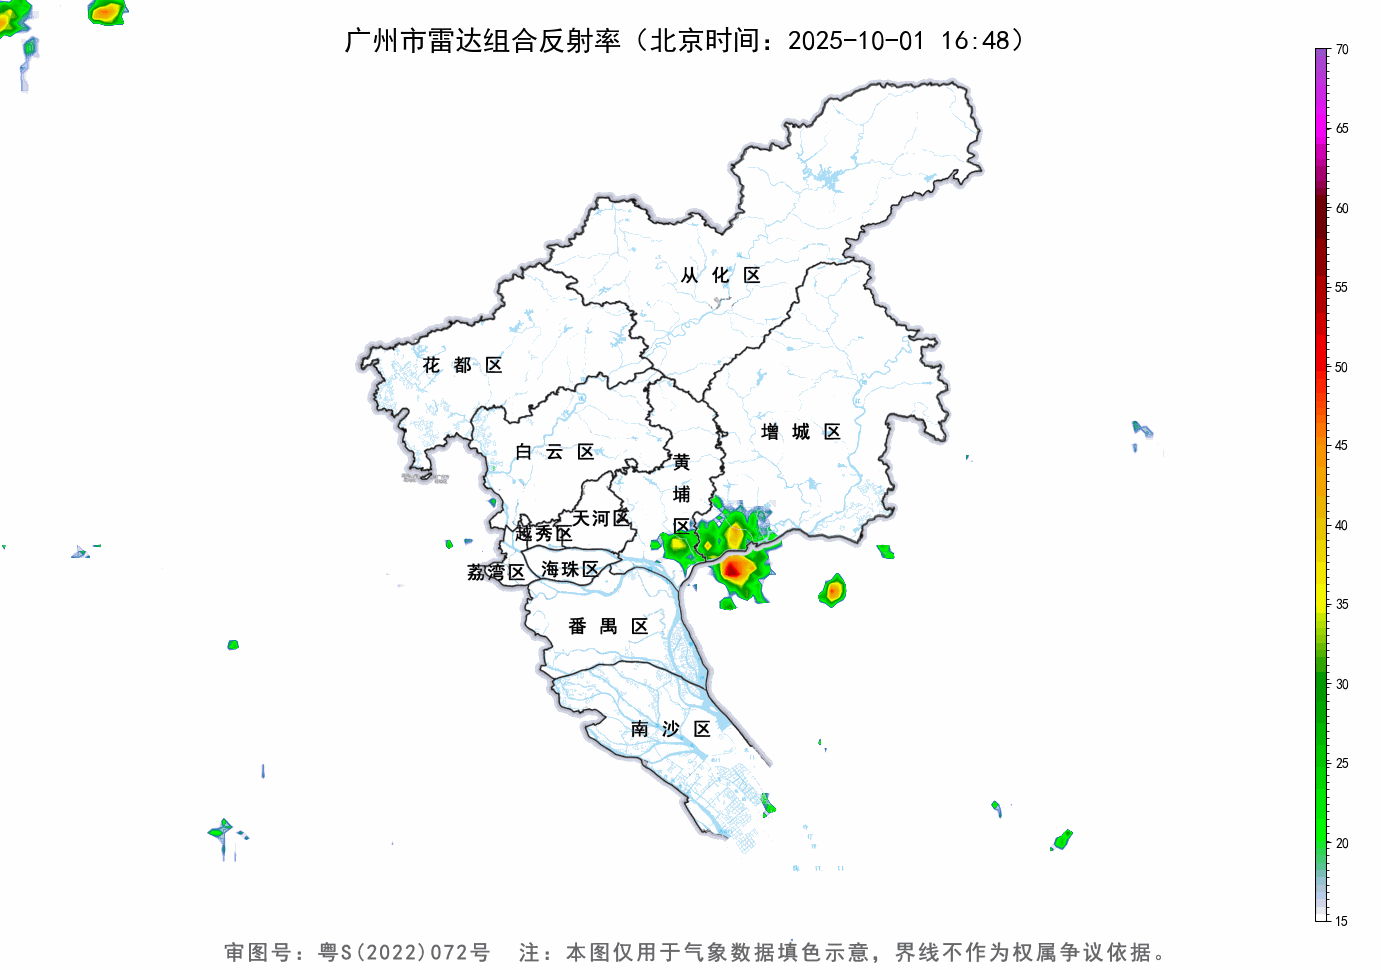 广州市雷达组合反射率（北京时间：2025-10-01 16:48）
70
65
60
55
50
45
40
35
30
25
20
15
从化区
花都区
增城区
白云区
黄埔区
天河区
越秀区
荔湾区
海珠区
番禺区
南沙区
审图号：粤S(2022)072号 注：本图仅用于气象数据填色示意，界线不作为权属争议依据。